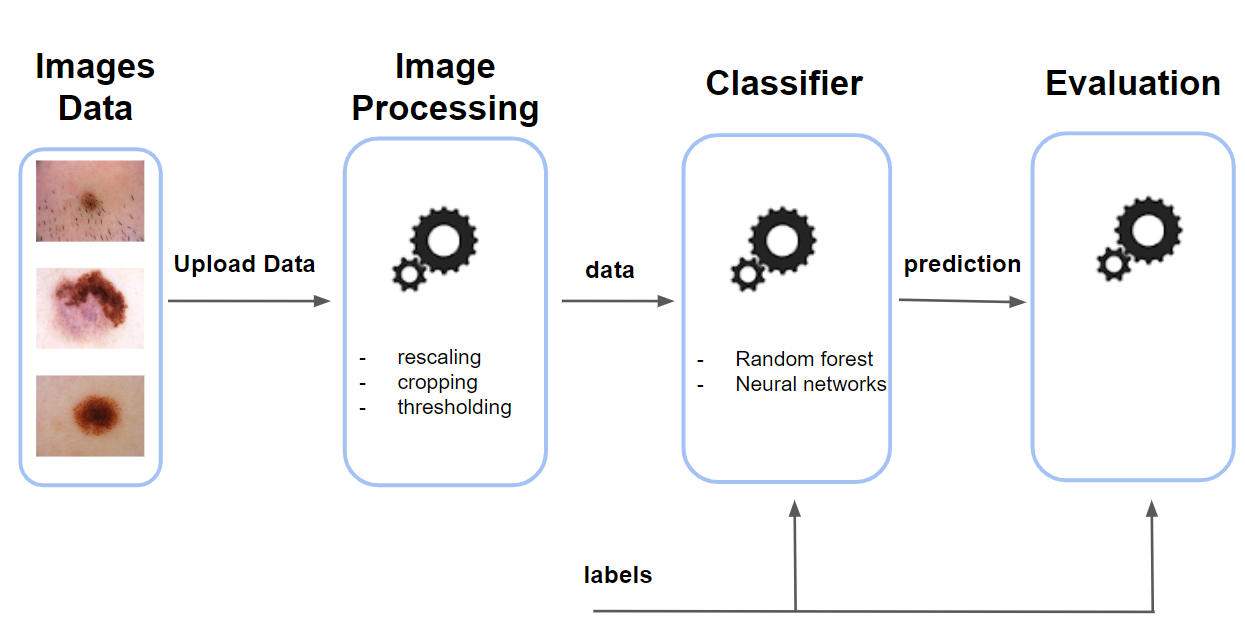 Images
Data
Image
Processing
Classifier
Evaluation
Upload Data
data
prediction
- rescaling
- cropping
- thresholding
- Random forest
- Neural networks
labels